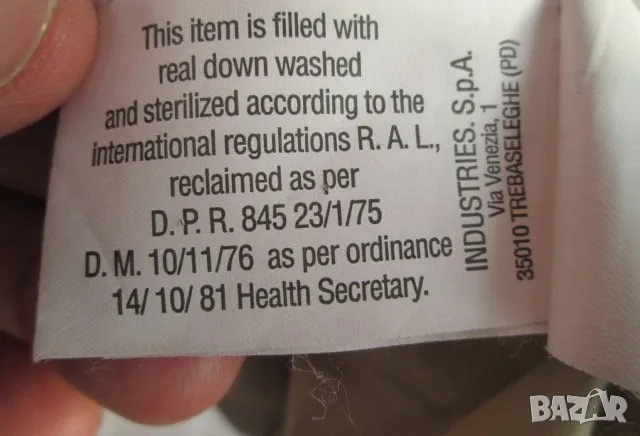 This item is filled with
real down washed
and sterilized according to the
international regulations R. A. L.,
reclaimed as per
D. P. R. 845 23/1/75
D. M. 10/11/76 as per ordinance
14/ 10/ 81 Health Secretary.
INDUSTRIES. S.p.A.
Via Venezia, 1
35010 TREBASELEGHE (PD)
BAZAR